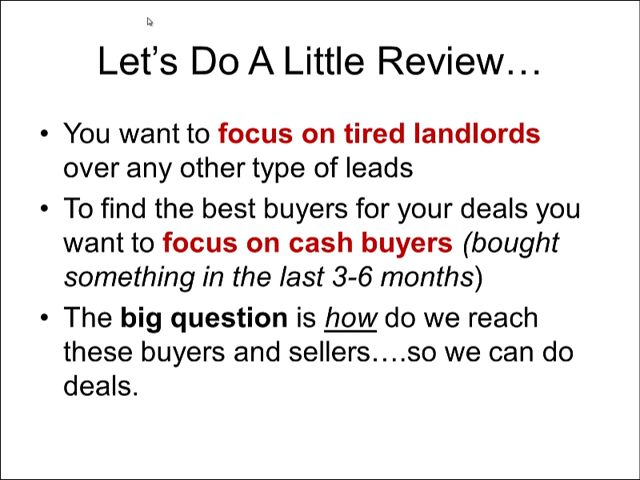 Let’s Do A Little Review…
• You want to focus on tired landlords
over any other type of leads
• To find the best buyers for your deals you
want to focus on cash buyers (bought
something in the last 3-6 months)
• The big question is how do we reach
these buyers and sellers….so we can do
deals.